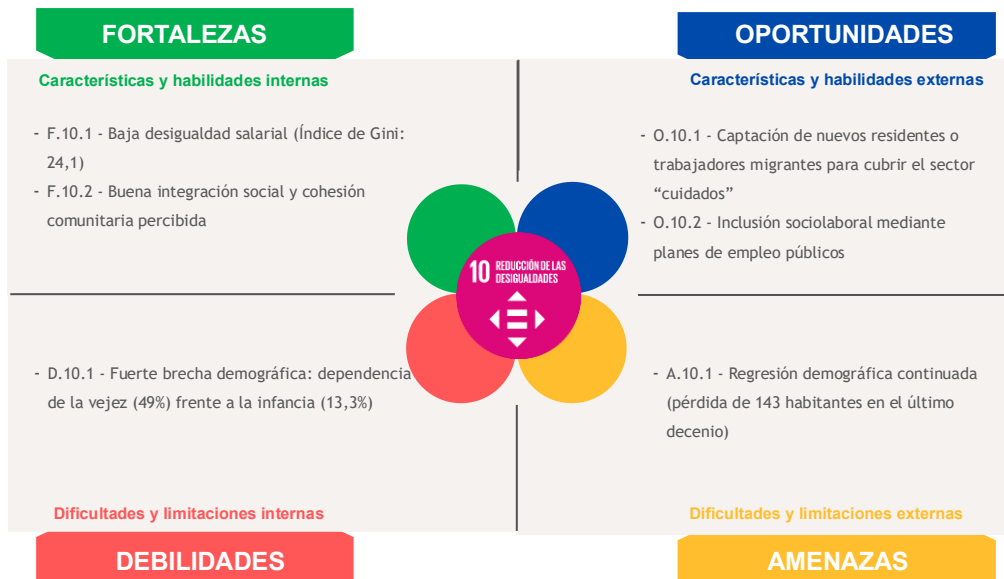 FORTALEZAS
Características y habilidades internas
- F.10.1 - Baja desigualdad salarial (Índice de Gini:
24,1)
- F.10.2 - Buena integración social y cohesión
comunitaria percibida
OPORTUNIDADES
Características y habilidades externas
- O.10.1 - Captación de nuevos residentes o
trabajadores migrantes para cubrir el sector
“cuidados”
- O.10.2 - Inclusión sociolaboral mediante
planes de empleo públicos
10 REDUCCIÓN DE LAS
DESIGUALDADES
- D.10.1 - Fuerte brecha demográfica: dependencia
de la vejez (49%) frente a la infancia (13,3%)
Dificultades y limitaciones internas
DEBILIDADES
- A.10.1 - Regresión demográfica continuada
(pérdida de 143 habitantes en el último
decenio)
Dificultades y limitaciones externas
AMENAZAS